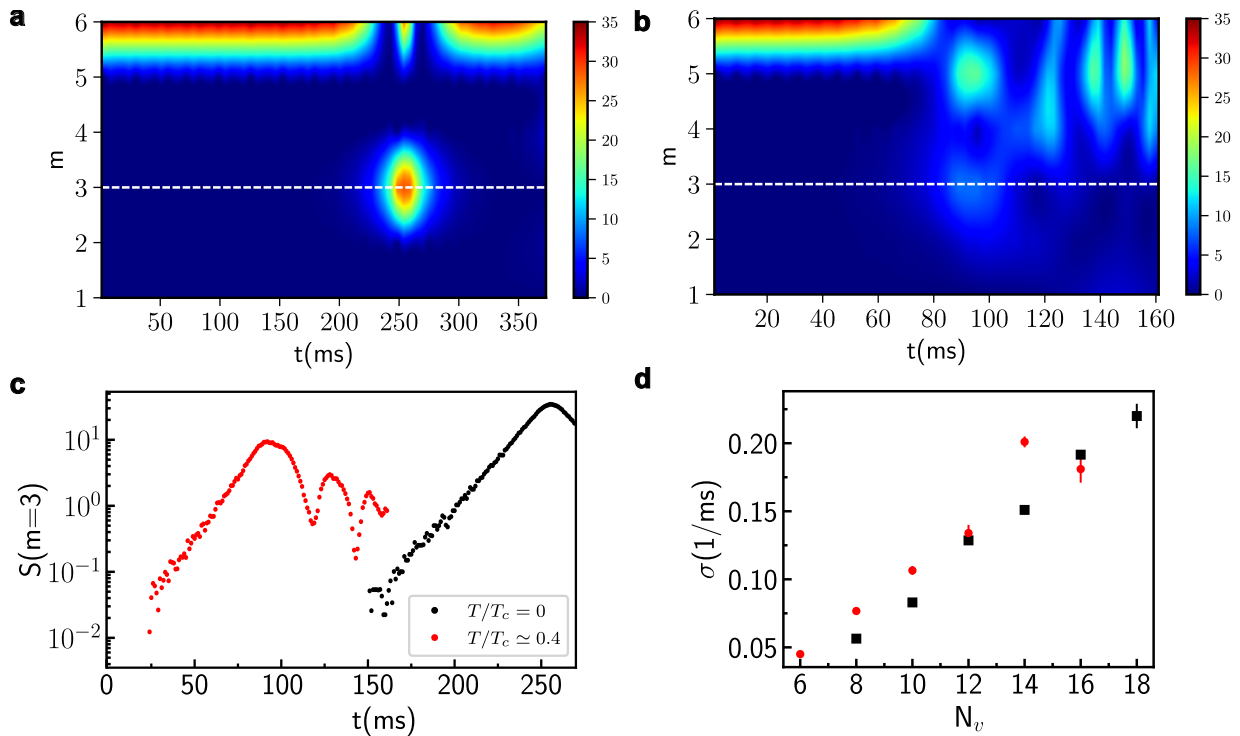 a
b
6
5
4
3
2
1
m
50 100 150 200 250 300 350
t(ms)
35
30
25
20
15
10
5
0
6
5
4
3
2
1
m
20 40 60 80 100 120 140 160
t(ms)
35
30
25
20
15
10
5
0
c
d
S(m=3)
10^1
10^0
10^{-1}
10^{-2}
T/T_c = 0
T/T_c ≃ 0.4
0 50 100 150 200 250
t(ms)
σ(1/ms)
0.20
0.15
0.10
0.05
6 8 10 12 14 16 18
N_v